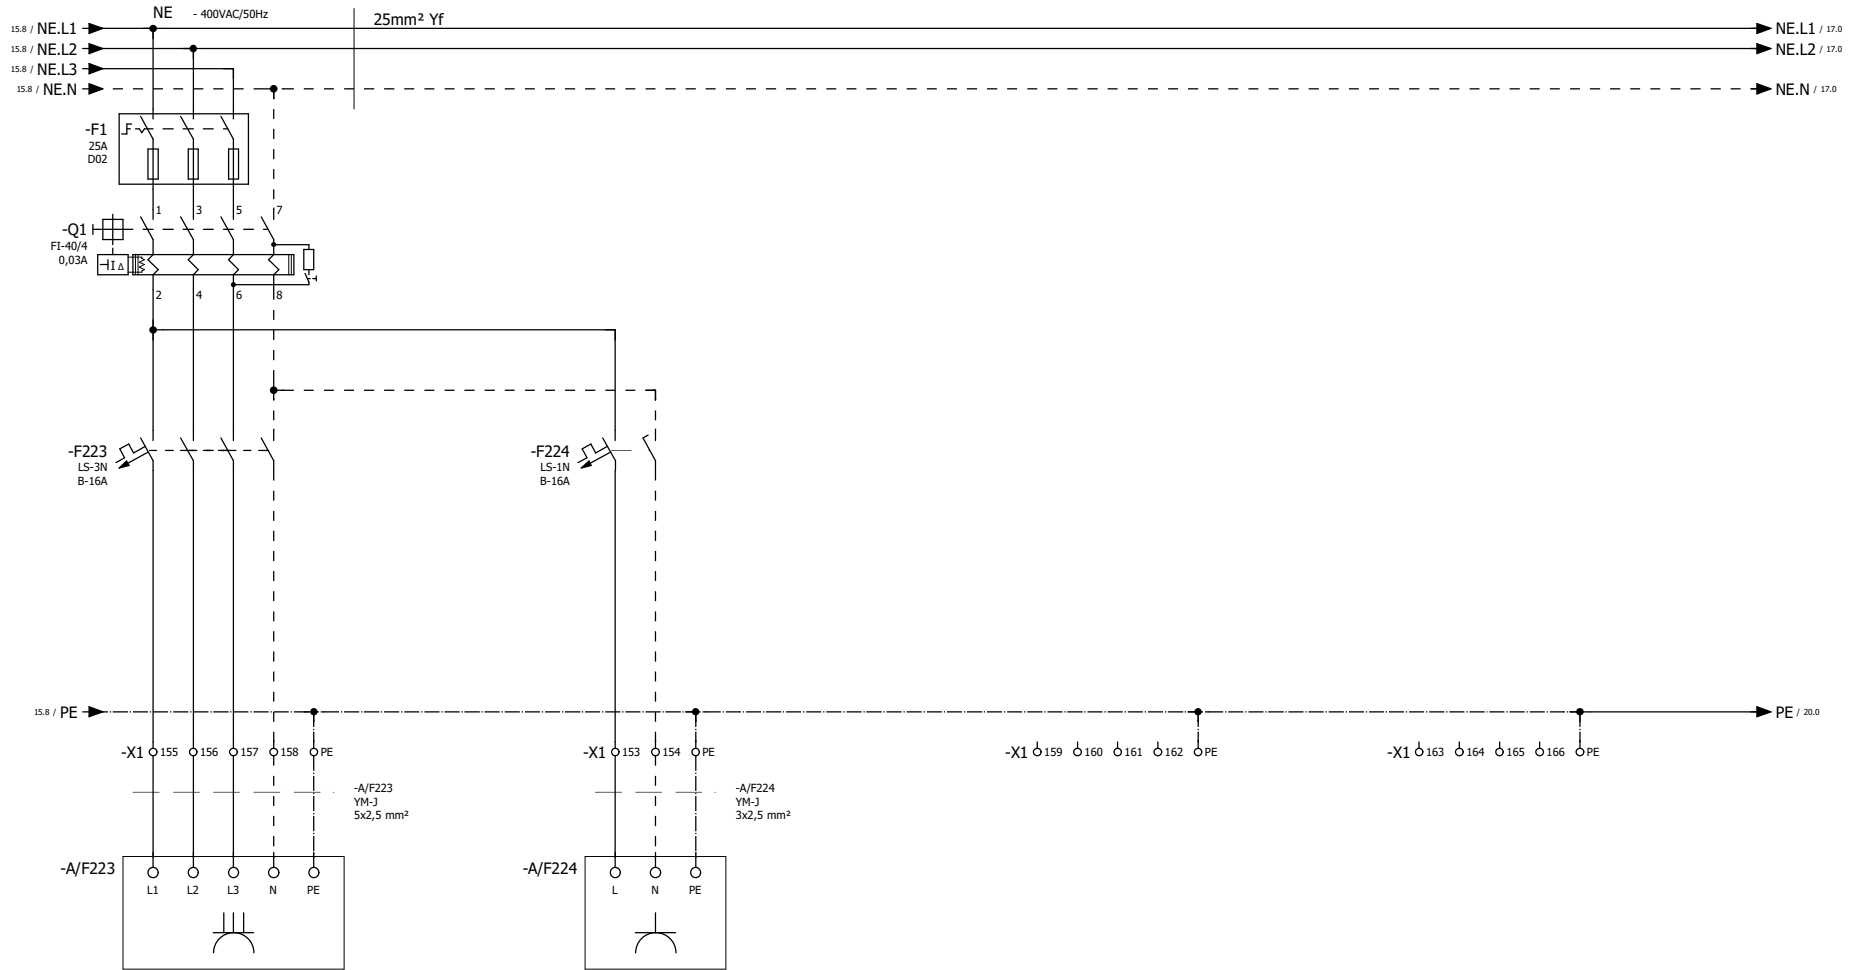 NE - 400VAC/50Hz
25mm² Yf
15.8 / NE.L1
NE.L1 / 17.0
15.8 / NE.L2
NE.L2 / 17.0
15.8 / NE.L3
15.8 / NE.N
NE.N / 17.0
-F1
25A
D02
1 3 5 7
-Q1
FI-40/4
0,03A
I Δ
2 4 6 8
-F223
LS-3N
B-16A
-F224
LS-1N
B-16A
15.8 / PE
PE / 20.0
-X1 155 156 157 158 PE
-X1 153 154 PE
-X1 159 160 161 162 PE
-X1 163 164 165 166 PE
-A/F223
YM-J
5x2,5 mm²
-A/F224
YM-J
3x2,5 mm²
-A/F223
L1 L2 L3 N PE
-A/F224
L N PE